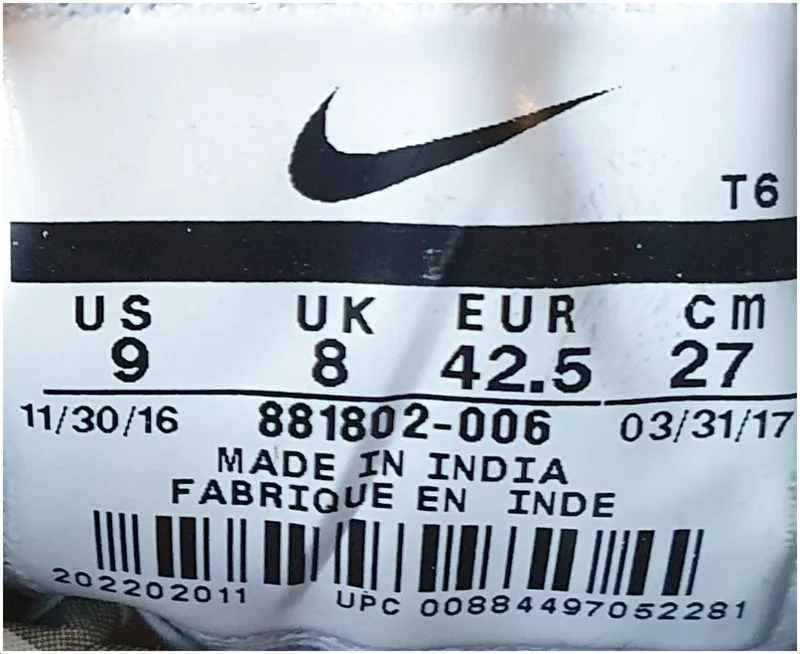 T6
US UK EUR cm
9 8 42.5 27
11/30/16 881802-006 03/31/17
MADE IN INDIA
FABRIQUE EN INDE
202202011 UPC 00884497052281